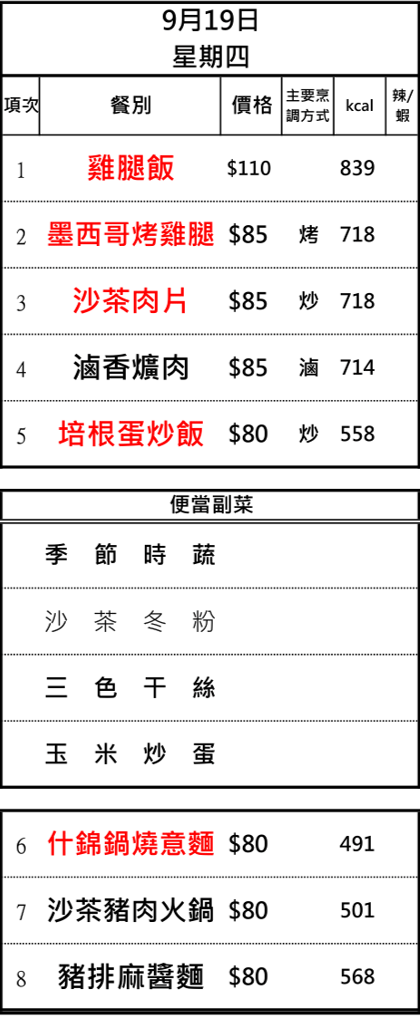 9月19日
星期四
項次 餐別 價格 主要烹調方式 kcal 辣/蝦
1 雞腿飯 $110 839
2 墨西哥烤雞腿 $85 烤 718
3 沙茶肉片 $85 炒 718
4 滷香爌肉 $85 滷 714
5 培根蛋炒飯 $80 炒 558
便當副菜
季節時蔬
沙茶冬粉
三色干絲
玉米炒蛋
6 什錦鍋燒意麵 $80 491
7 沙茶豬肉火鍋 $80 501
8 豬排麻醬麵 $80 568